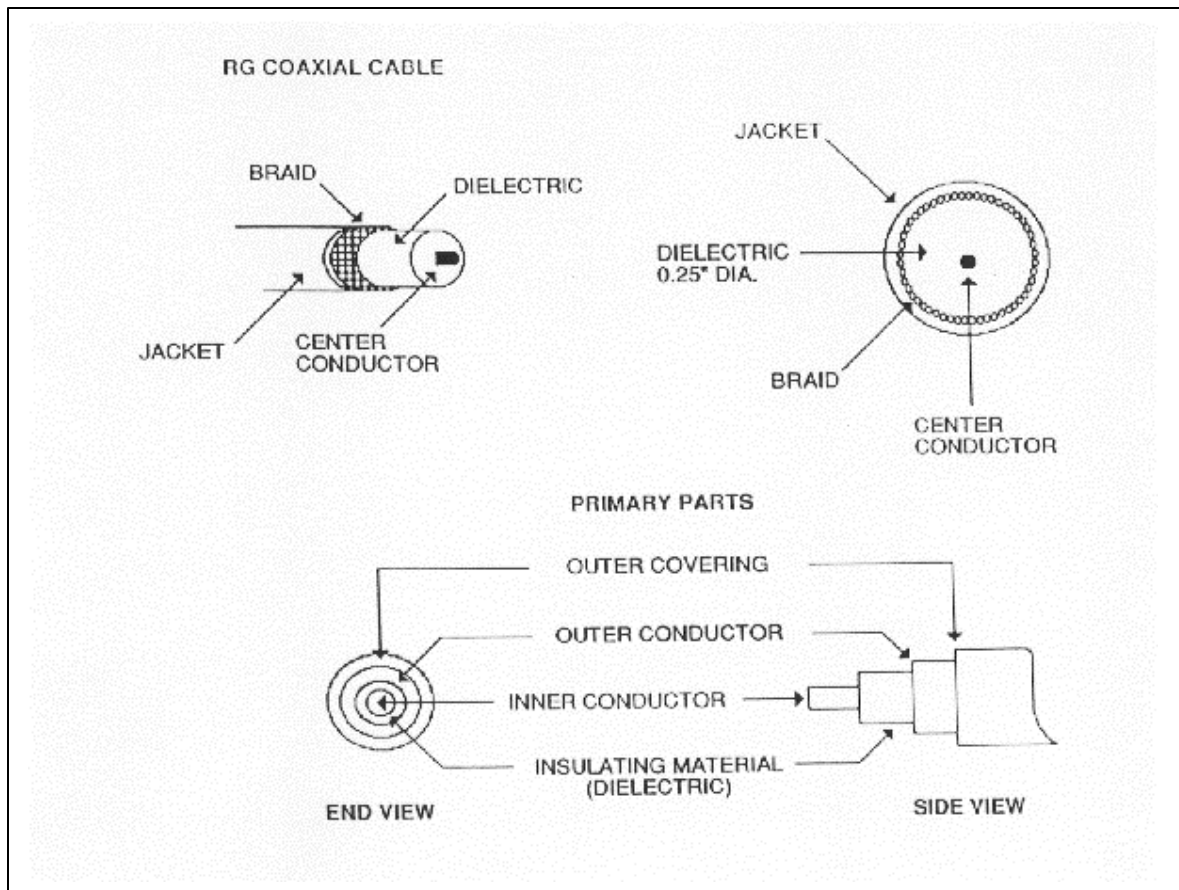 RG COAXIAL CABLE
BRAID
DIELECTRIC
JACKET
CENTER
CONDUCTOR
JACKET
DIELECTRIC
0.25" DIA.
BRAID
CENTER
CONDUCTOR
PRIMARY PARTS
OUTER COVERING
OUTER CONDUCTOR
INNER CONDUCTOR
INSULATING MATERIAL
(DIELECTRIC)
END VIEW
SIDE VIEW